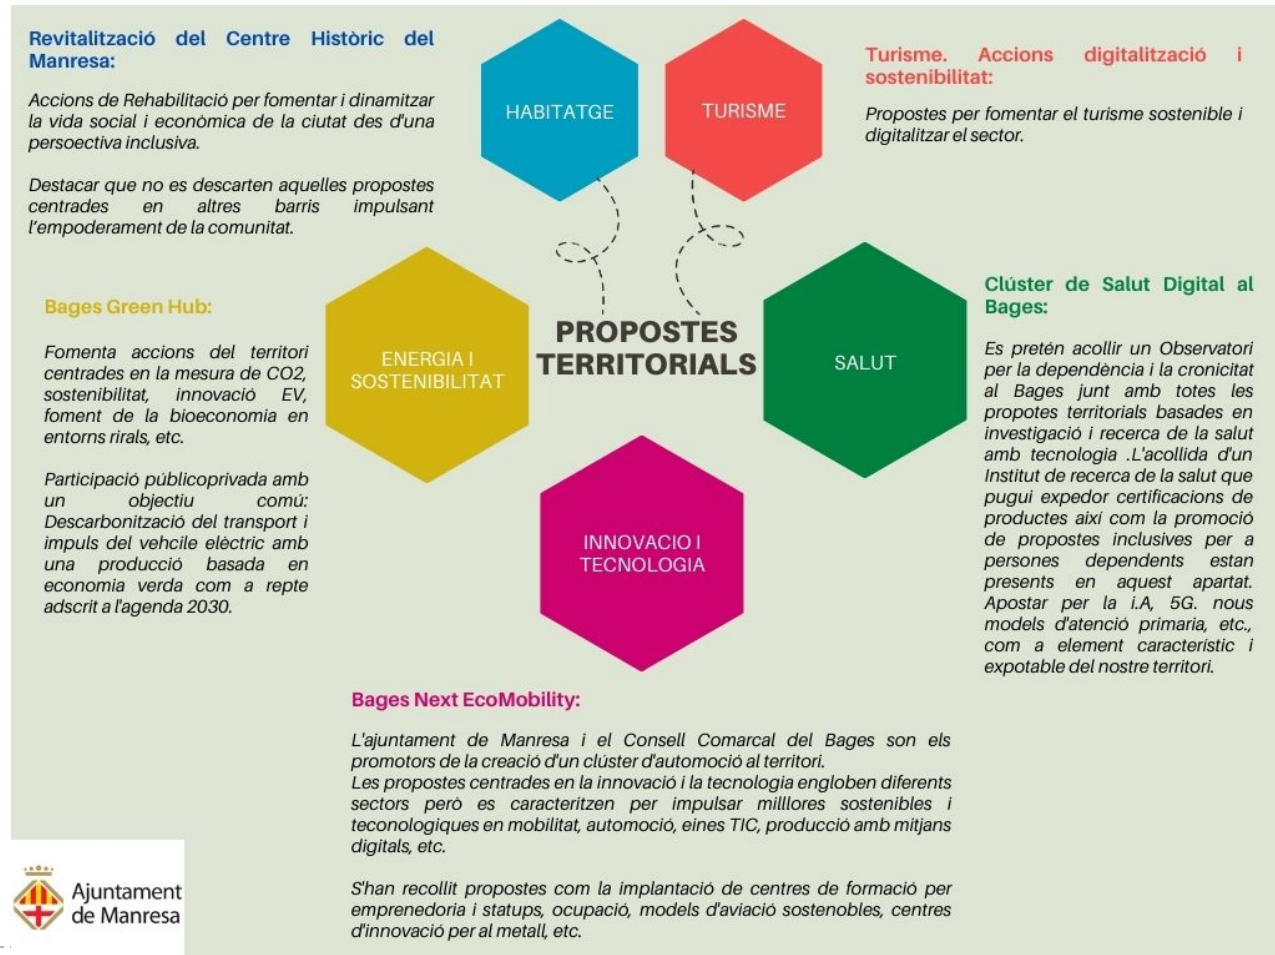 Revitalització del Centre Històric del
Manresa:
Accions de Rehabilitació per fomentar i dinamitzar
la vida social i econòmica de la ciutat des d'una
persoectiva inclusiva.
Destacar que no es descarten aquelles propostes
centrades en altres barris impulsant
l'empoderament de la comunitat.
HABITATGE
TURISME
Turisme. Accions digitalització i
sostenibilitat:
Propostes per fomentar el turisme sostenible i
digitalitzar el sector.
Bages Green Hub:
Fomenta accions del territori
centrades en la mesura de CO2,
sostenibilitat, innovació EV,
foment de la bioeconomia en
entorns rirals, etc.
Participació públicoprivada amb
un objectiu comú:
Descarbonització del transport i
impuls del vehcile elèctric amb
una producció basada en
economia verda com a repte
adscrit a l'agenda 2030.
ENERGIA I
SOSTENIBILITAT
PROPOSTES
TERRITORIALS
SALUT
Clúster de Salut Digital al
Bages:
Es pretén acollir un Observatori
per la dependència i la cronicitat
al Bages junt amb totes les
propotes territorials basades en
investigació i recerca de la salut
amb tecnologia .L'acollida d'un
Institut de recerca de la salut que
pugui expedor certificacions de
productes així com la promoció
de propostes inclusives per a
persones dependents estan
presents en aquest apartat.
Apostar per la i.A, 5G. nous
models d'atenció primaria, etc.,
com a element característic i
expotable del nostre territori.
INNOVACIO I
TECNOLOGIA
Bages Next EcoMobility:
L'ajuntament de Manresa i el Consell Comarcal del Bages son els
promotors de la creació d'un clúster d'automoció al territori.
Les propostes centrades en la innovació i la tecnologia engloben diferents
sectors però es caracteritzen per impulsar milllores sostenibles i
teconologiques en mobilitat, automoció, eines TIC, producció amb mitjans
digitals, etc.
S'han recollit propostes com la implantació de centres de formació per
emprenedoria i statups, ocupació, models d'aviació sostenobles, centres
d'innovació per al metall, etc.
Ajuntament
de Manresa